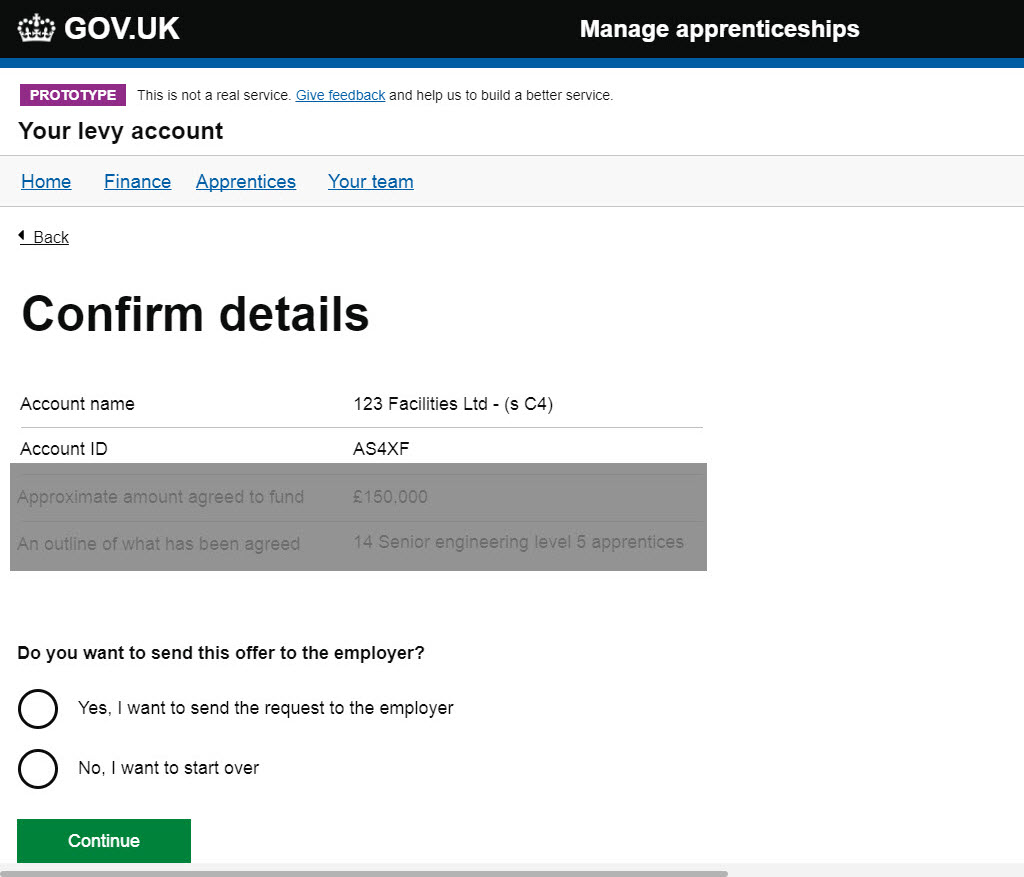 GOV.UK Manage apprenticeships
PROTOTYPE This is not a real service. Give feedback and help us to build a better service.
Your levy account
Home Finance Apprentices Your team
Back
Confirm details
Account name 123 Facilities Ltd - (s C4)
Account ID AS4XF
Approximate amount agreed to fund £150,000
An outline of what has been agreed 14 Senior engineering level 5 apprentices
Do you want to send this offer to the employer?
Yes, I want to send the request to the employer
No, I want to start over
Continue